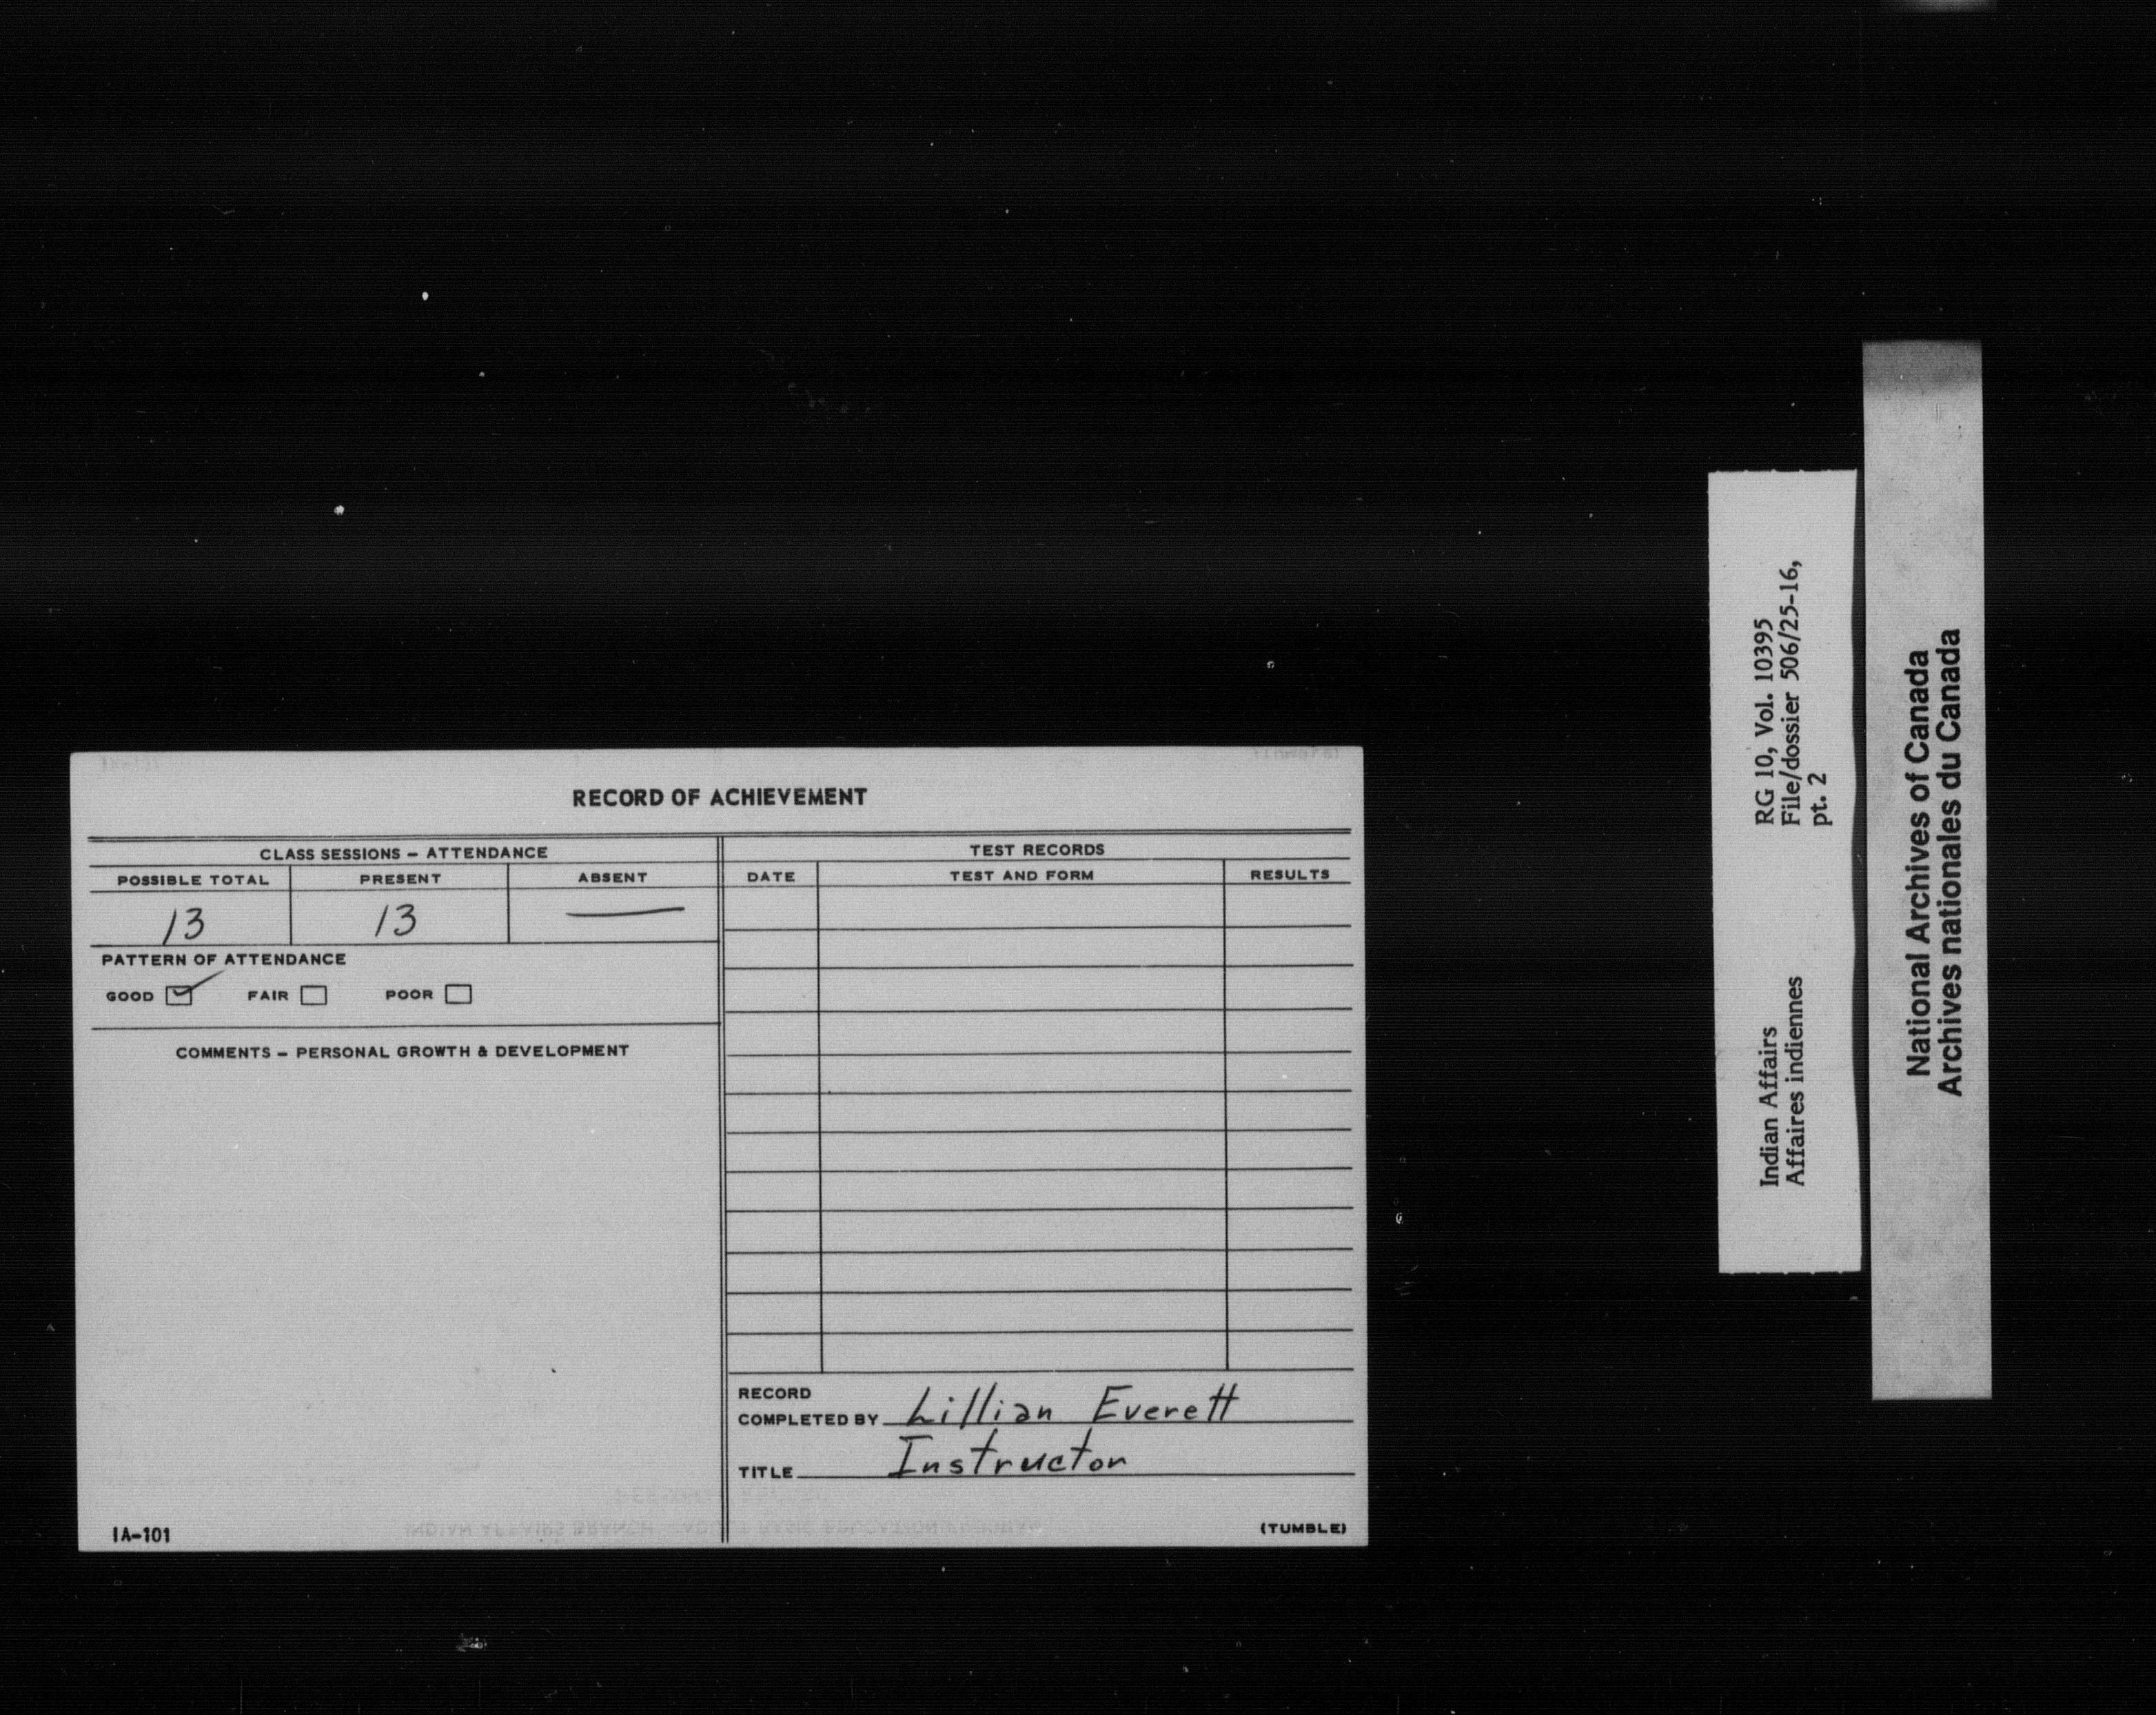 RECORD OF ACHIEVEMENT
CLASS SESSIONS – ATTENDANCE
POSSIBLE TOTAL PRESENT ABSENT
13 13 —
PATTERN OF ATTENDANCE
GOOD ☑ FAIR ☐ POOR ☐
COMMENTS – PERSONAL GROWTH & DEVELOPMENT
TEST RECORDS
DATE TEST AND FORM RESULTS
RECORD
COMPLETED BY Lillian Everett
TITLE Instructor
IA-101
(TUMBLE)
Indian Affairs RG 10, Vol. 10395
Affaires indiennes File/dossier 506/25-16,
pt. 2
National Archives of Canada
Archives nationales du Canada